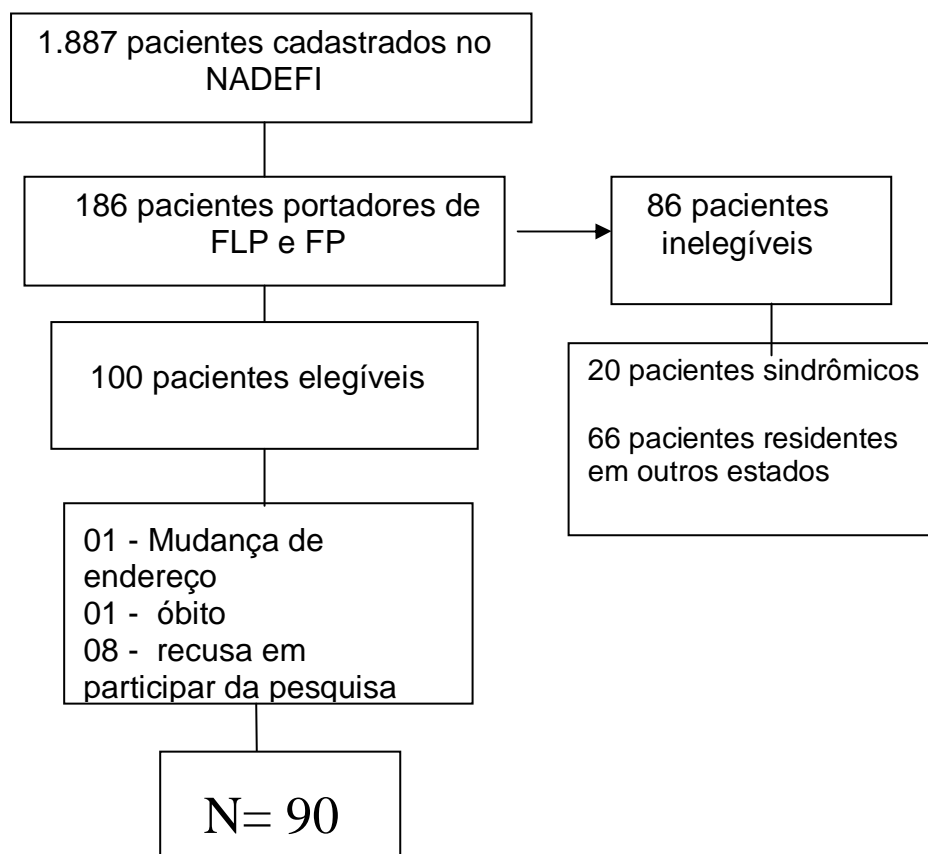 1.887 pacientes cadastrados no
NADEFI
186 pacientes portadores de
FLP e FP
86 pacientes
inelegíveis
100 pacientes elegíveis
20 pacientes sindrômicos
66 pacientes residentes
em outros estados
01 - Mudança de
endereço
01 - óbito
08 - recusa em
participar da pesquisa
N= 90